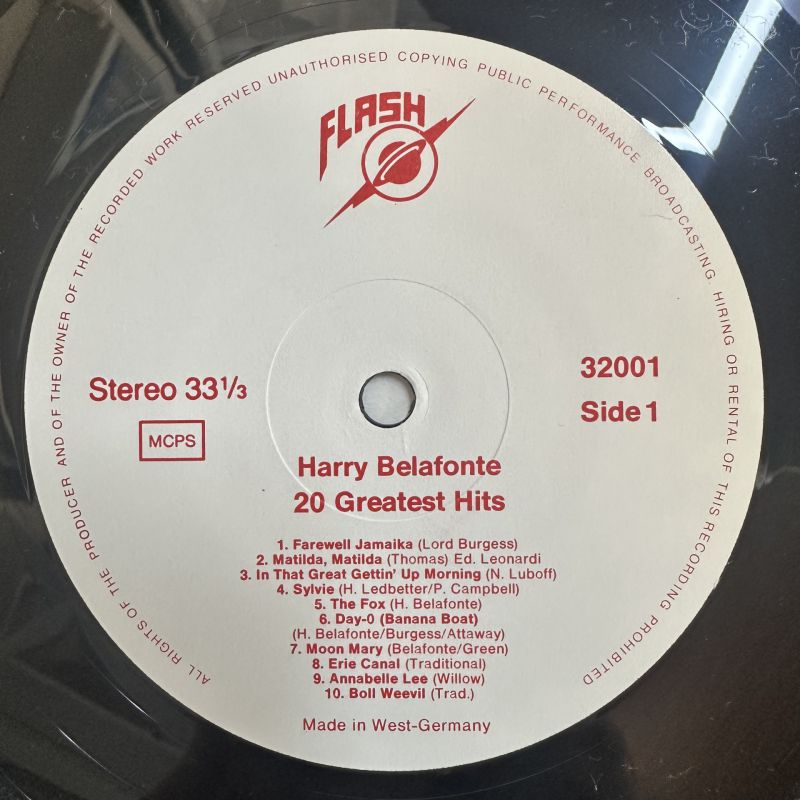 ALL RIGHTS OF THE PRODUCER AND OF THE OWNER OF THE RECORDED WORK RESERVED UNAUTHORISED COPYING PUBLIC PERFORMANCE BROADCASTING, HIRING OR RENTAL OF THIS RECORDING PROHIBITED
FLASH
Stereo 33 1/3
MCPS
32001
Side 1
Harry Belafonte
20 Greatest Hits
1. Farewell Jamaika (Lord Burgess)
2. Matilda, Matilda (Thomas) Ed. Leonardi
3. In That Great Gettin' Up Morning (N. Luboff)
4. Sylvie (H. Ledbetter/P. Campbell)
5. The Fox (H. Belafonte)
6. Day-0 (Banana Boat)
(H. Belafonte/Burgess/Attaway)
7. Moon Mary (Belafonte/Green)
8. Erie Canal (Traditional)
9. Annabelle Lee (Willow)
10. Boll Weevil (Trad.)
Made in West-Germany